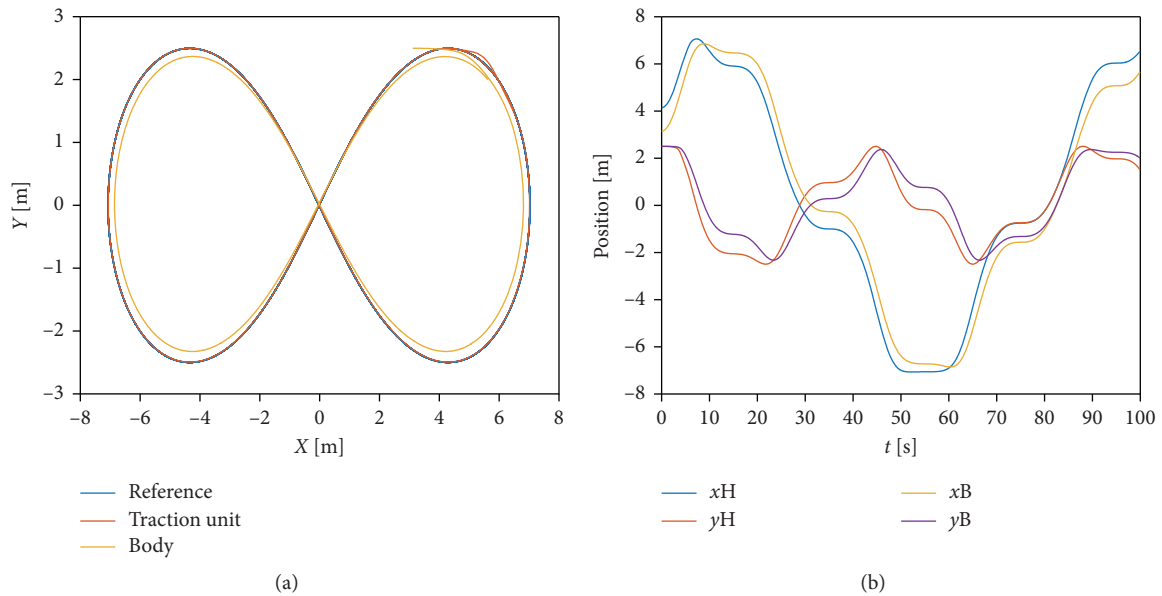 3
2
1
0
−1
−2
−3
Y [m]
−8 −6 −4 −2 0 2 4 6 8
X [m]
Reference
Traction unit
Body
(a)
8
6
4
2
0
−2
−4
−6
−8
Position [m]
0 10 20 30 40 50 60 70 80 90 100
t [s]
xH xB
yH yB
(b)